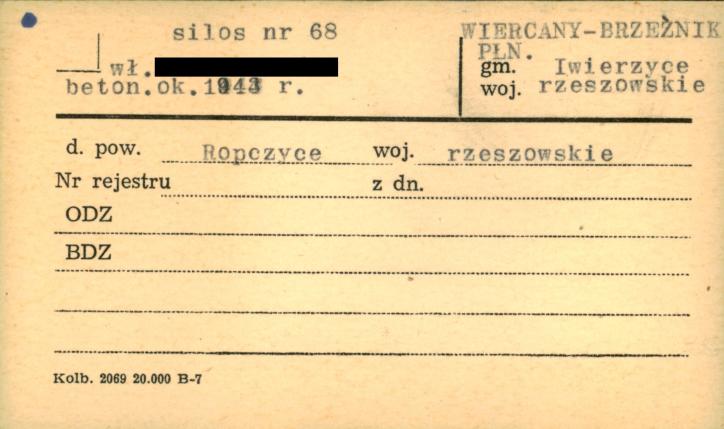 silos nr 68
WIERCANY-BRZEŹNIK
PŁN.
wł.
gm. Iwierzyce
beton.ok. r.
woj. rzeszowskie
d. pow. Ropczyce woj. rzeszowskie
Nr rejestru z dn.
ODZ
BDZ
Kolb. 2069 20.000 B-7